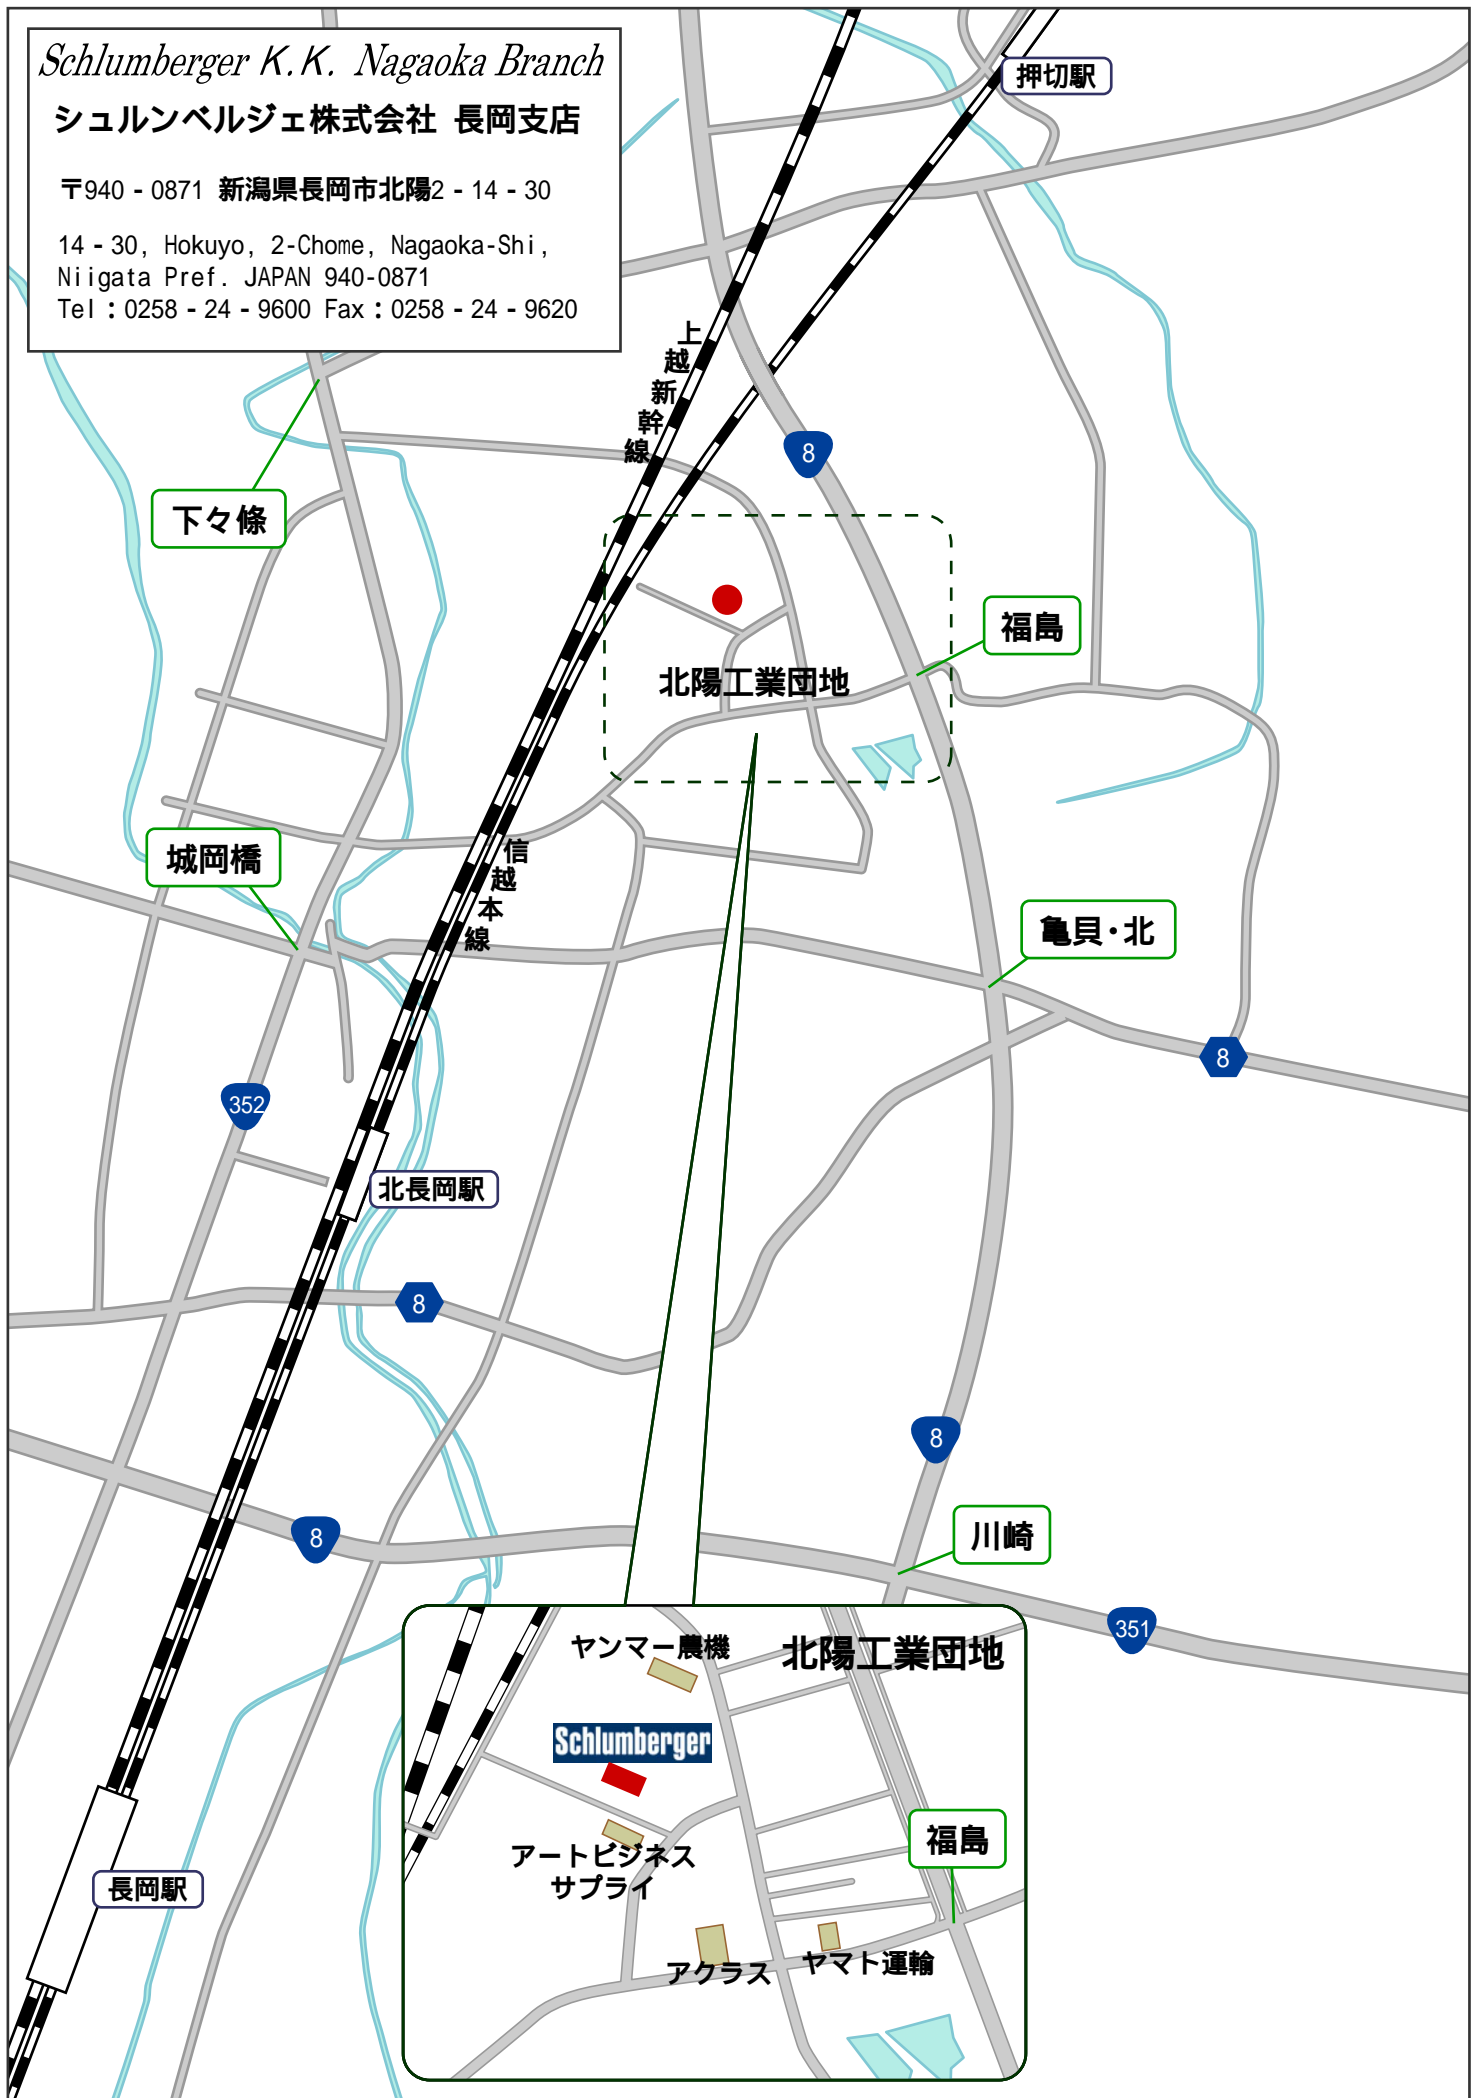 Schlumberger K.K. Nagaoka Branch
シュルンベルジェ株式会社 長岡支店
〒940-0871 新潟県長岡市北陽2-14-30
14-30, Hokuyo, 2-Chome, Nagaoka-Shi,
Niigata Pref. JAPAN 940-0871
Tel：0258-24-9600 Fax：0258-24-9620
押切駅
上越新幹線
8
下々條
福島
北陽工業団地
城岡橋
信越本線
亀貝・北
8
352
北長岡駅
8
8
8
川崎
351
ヤンマー農機
北陽工業団地
Schlumberger
アートビジネス
サプライ
福島
長岡駅
アクラス
ヤマト運輸